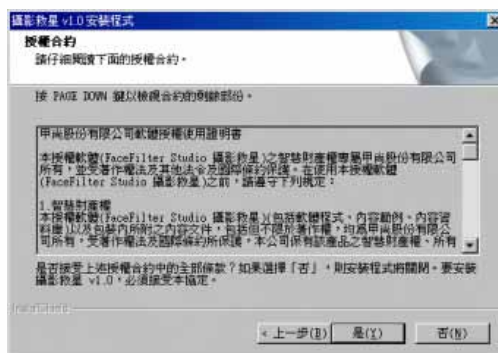 攝影救星 v1.0 安裝程式
授權合約
請仔細閱讀下面的授權合約。
按 PAGE DOWN 鍵以檢視合約的剩餘部份。
甲尚股份有限公司軟體授權使用證明書
本授權軟體(FaceFilter Studio 攝影救星)之智慧財產權專屬甲尚股份有限公司
所有，並受著作權法及其他法令及國際條約保護。在使用本授權軟體
(FaceFilter Studio 攝影救星)之前，請遵守下列規定：
1.智慧財產權
本授權軟體(FaceFilter Studio 攝影救星)(包括軟體程式、內容範例、內容資
料庫)以及包裝內所附之內容文件，包括但不限於著作權，均為甲尚股份有限公
司所有，受著作權法及國際條約所保護，本公司保有該產品之智慧財產權、所有
是否接受上述授權合約中的全部條款？如果選擇「否」，則安裝程式將關閉。要安裝
攝影救星 v1.0，必須接受本協定。
InstallShield
< 上一步(B)
是(Y)
否(N)